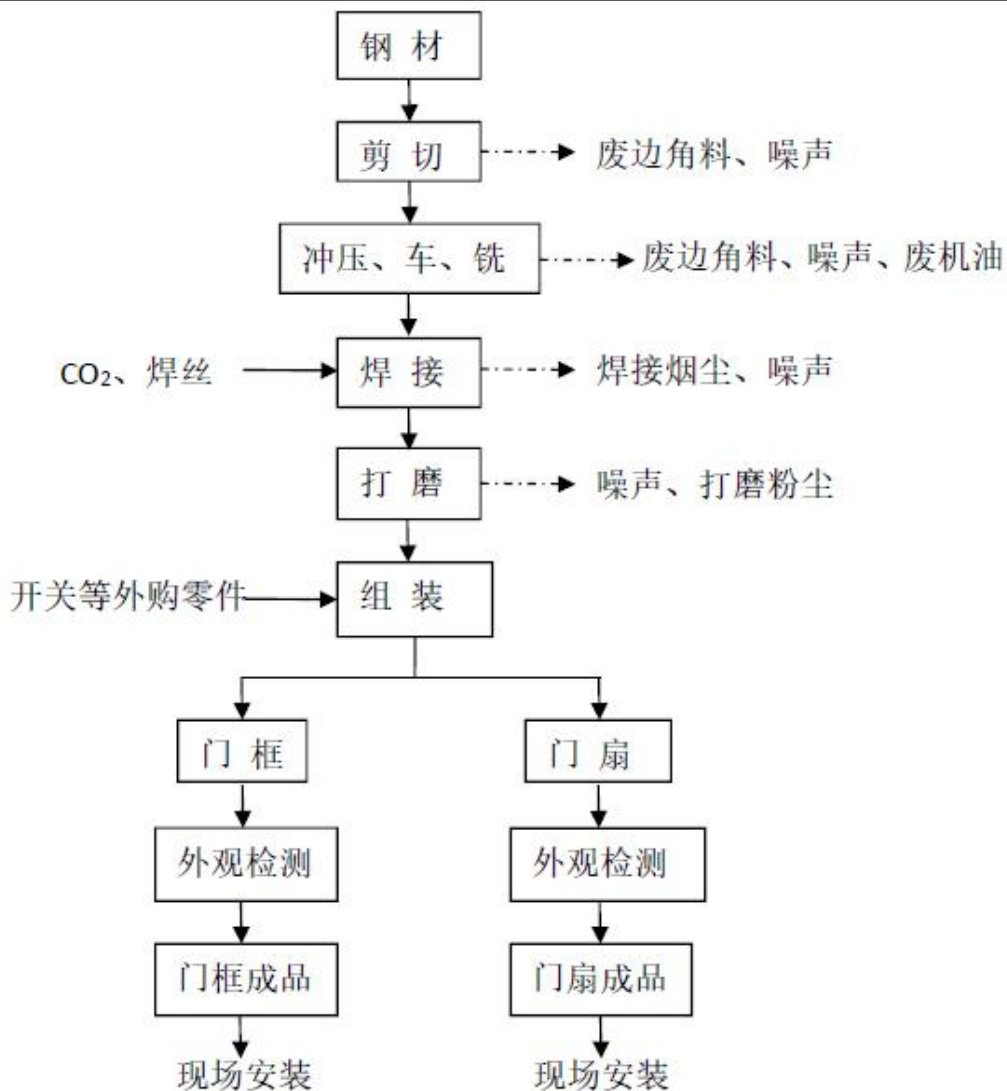 钢 材
剪 切
废边角料、噪声
冲压、车、铣
废边角料、噪声、废机油
CO₂、焊丝
焊 接
焊接烟尘、噪声
打 磨
噪声、打磨粉尘
开关等外购零件
组 装
门 框
门 扇
外观检测
外观检测
门框成品
门扇成品
现场安装
现场安装